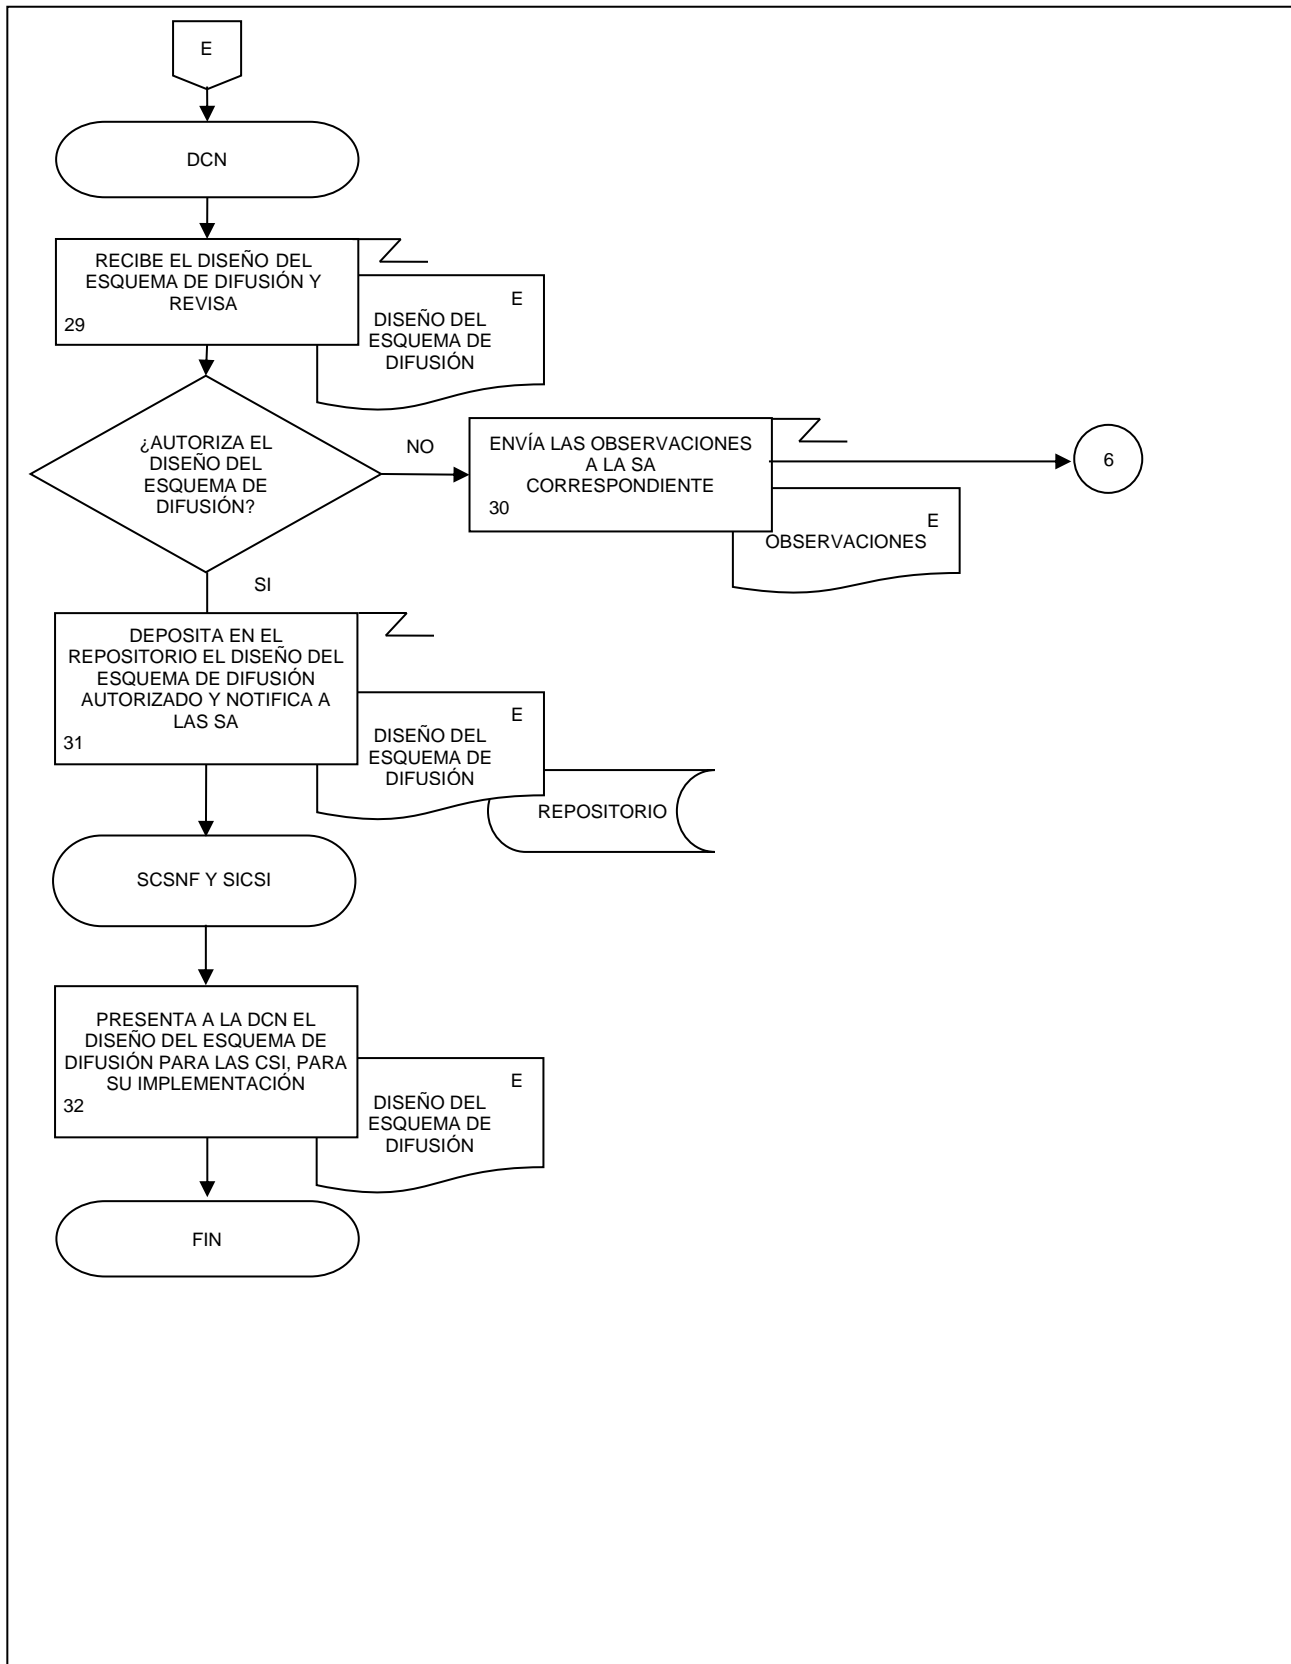 E
DCN
RECIBE EL DISEÑO DEL
ESQUEMA DE DIFUSIÓN Y
REVISA
29
E
DISEÑO DEL
ESQUEMA DE
DIFUSIÓN
¿AUTORIZA EL
DISEÑO DEL
ESQUEMA DE
DIFUSIÓN?
NO
ENVÍA LAS OBSERVACIONES
A LA SA
CORRESPONDIENTE
30
6
E
OBSERVACIONES
SI
DEPOSITA EN EL
REPOSITORIO EL DISEÑO DEL
ESQUEMA DE DIFUSIÓN
AUTORIZADO Y NOTIFICA A
LAS SA
31
E
DISEÑO DEL
ESQUEMA DE
DIFUSIÓN
REPOSITORIO
SCSNF Y SICSI
PRESENTA A LA DCN EL
DISEÑO DEL ESQUEMA DE
DIFUSIÓN PARA LAS CSI, PARA
SU IMPLEMENTACIÓN
32
E
DISEÑO DEL
ESQUEMA DE
DIFUSIÓN
FIN